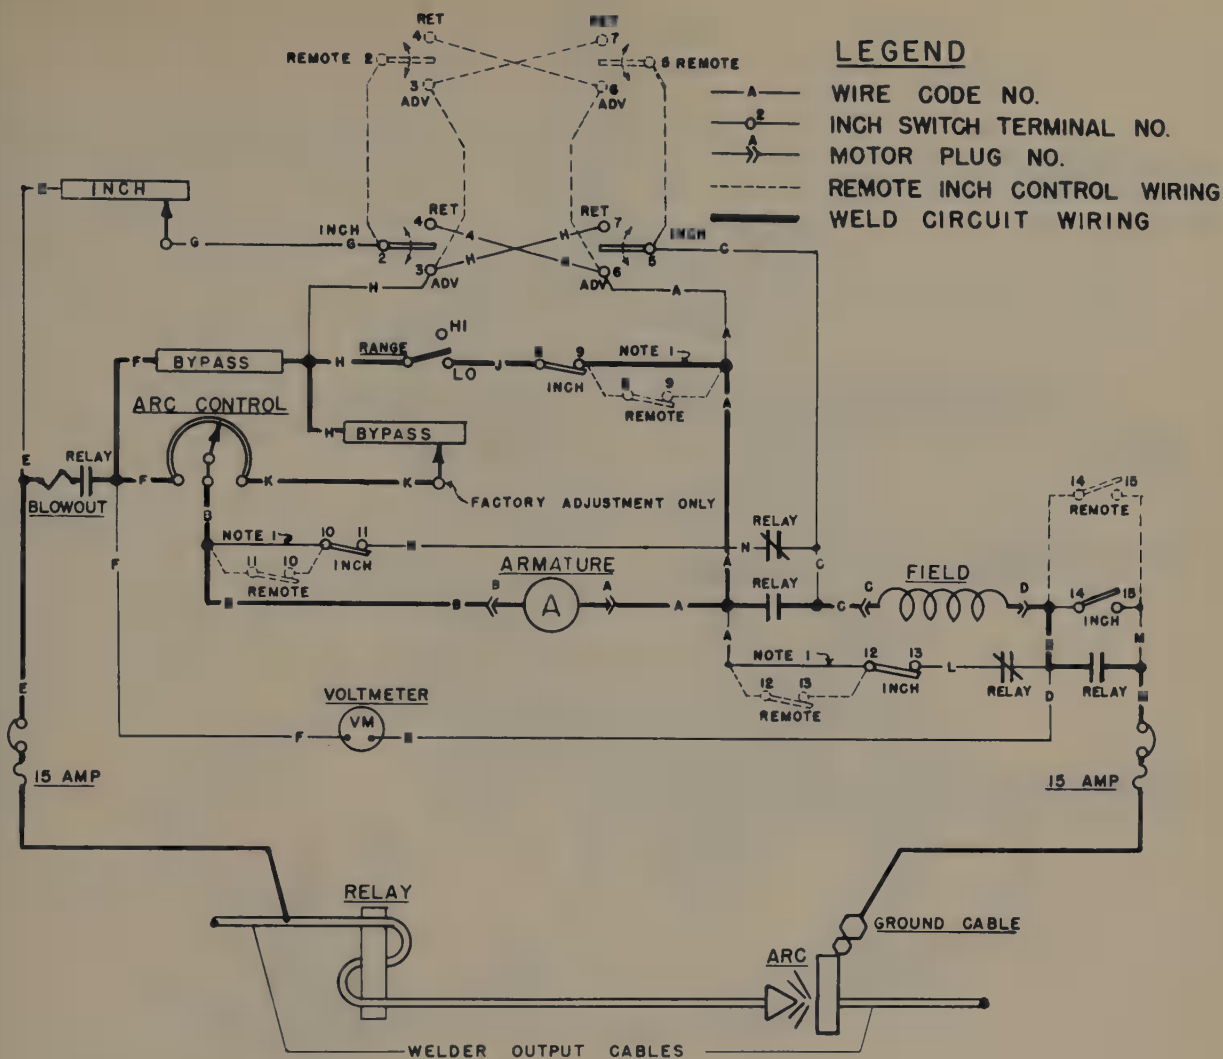 RET
4
7
REMOTE 2
5 REMOTE
3
6
ADV
ADV
LEGEND
A WIRE CODE NO.
2 INCH SWITCH TERMINAL NO.
A MOTOR PLUG NO.
REMOTE INCH CONTROL WIRING
WELD CIRCUIT WIRING
INCH
G
G
INCH
2
RET
4
4
H
H
3
ADV
RET
7
INCH
5
C
6
ADV
H
A
A
F
BYPASS
H
RANGE
HI
LO
J
9
INCH
NOTE 1
9
REMOTE
A
ARC CONTROL
H
BYPASS
E
RELAY
BLOWOUT
F
K
K
FACTORY ADJUSTMENT ONLY
14
15
REMOTE
B
NOTE 1
10
11
INCH
11
10
REMOTE
F
N
RELAY
C
A
ARMATURE
B
B
A
A
A
RELAY
C
C
FIELD
D
14
15
INCH
M
A
NOTE 1
12
13
INCH
L
RELAY
RELAY
12
13
REMOTE
D
E
VOLTMETER
F
VM
15 AMP
15 AMP
RELAY
GROUND CABLE
ARC
WELDER OUTPUT CABLES